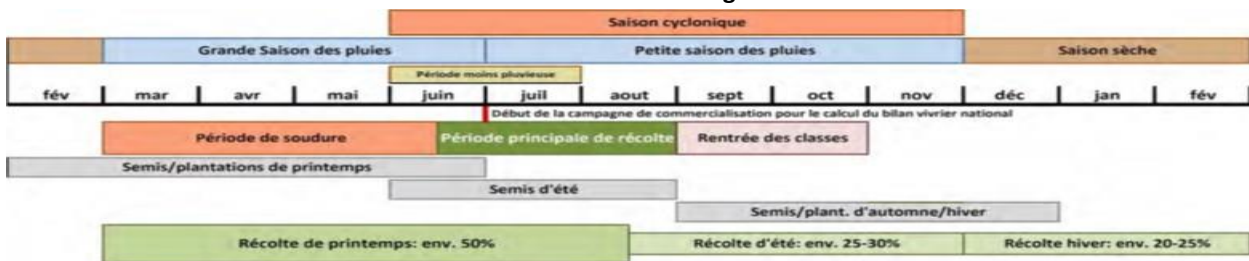 Saison cyclonique
Grande Saison des pluies Petite saison des pluies Saison sèche
Période moins pluvieuse
fév mar avr mai juin juil aout sept oct nov déc jan fév
Début de la campagne de commercialisation pour le calcul du bilan vivrier national
Période de soudure Période principale de récolte Rentrée des classes
Semis/plantations de printemps
Semis d'été
Semis/plant. d'automne/hiver
Récolte de printemps: env. 50% Récolte d'été: env. 25-30% Récolte hiver: env. 20-25%